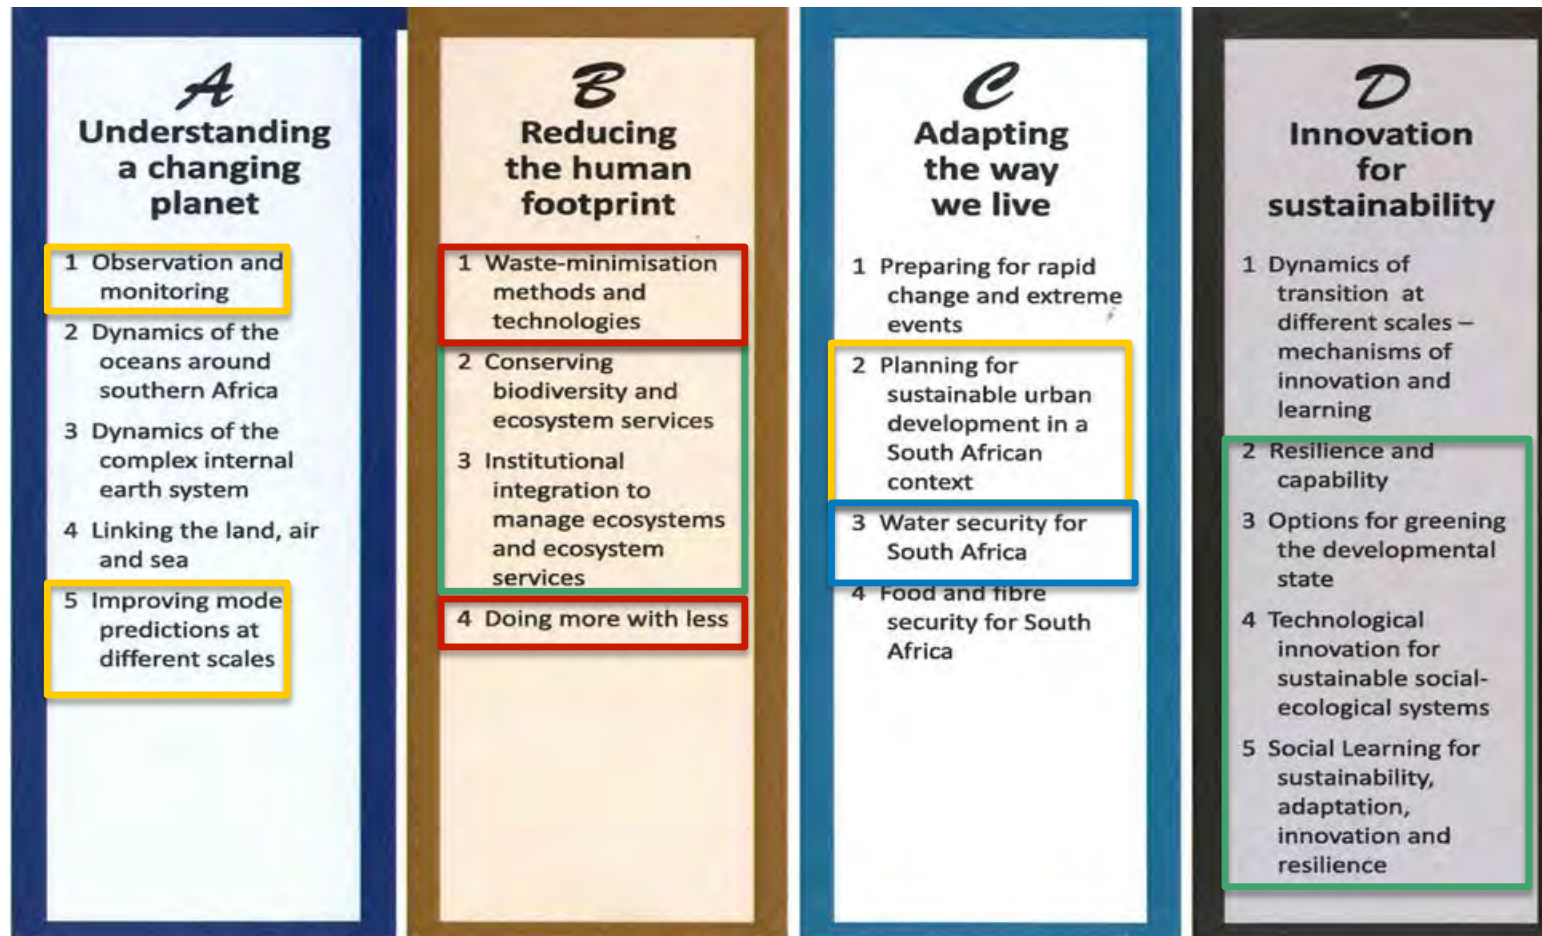 A
Understanding
a changing
planet
1 Observation and
monitoring
2 Dynamics of the
oceans around
southern Africa
3 Dynamics of the
complex internal
earth system
4 Linking the land, air
and sea
5 Improving mode
predictions at
different scales
B
Reducing
the human
footprint
1 Waste-minimisation
methods and
technologies
2 Conserving
biodiversity and
ecosystem services
3 Institutional
integration to
manage ecosystems
and ecosystem
services
4 Doing more with less
C
Adapting
the way
we live
1 Preparing for rapid
change and extreme
events
2 Planning for
sustainable urban
development in a
South African
context
3 Water security for
South Africa
4 Food and fibre
security for South
Africa
D
Innovation
for
sustainability
1 Dynamics of
transition at
different scales –
mechanisms of
innovation and
learning
2 Resilience and
capability
3 Options for greening
the developmental
state
4 Technological
innovation for
sustainable social-
ecological systems
5 Social Learning for
sustainability,
adaptation,
innovation and
resilience